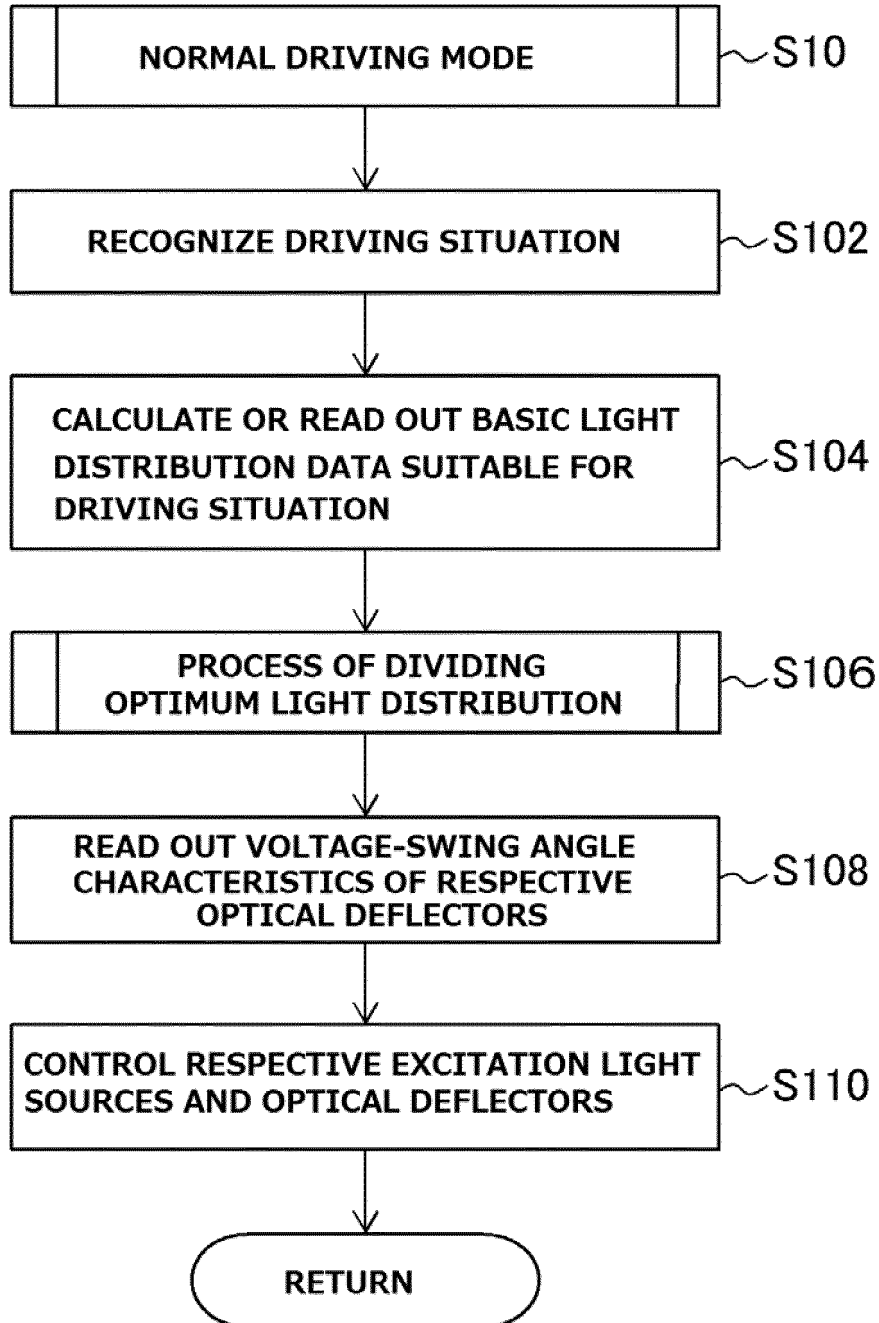 NORMAL DRIVING MODE
S10
RECOGNIZE DRIVING SITUATION
S102
CALCULATE OR READ OUT BASIC LIGHT
DISTRIBUTION DATA SUITABLE FOR
DRIVING SITUATION
S104
PROCESS OF DIVIDING
OPTIMUM LIGHT DISTRIBUTION
S106
READ OUT VOLTAGE-SWING ANGLE
CHARACTERISTICS OF RESPECTIVE
OPTICAL DEFLECTORS
S108
CONTROL RESPECTIVE EXCITATION LIGHT
SOURCES AND OPTICAL DEFLECTORS
S110
RETURN